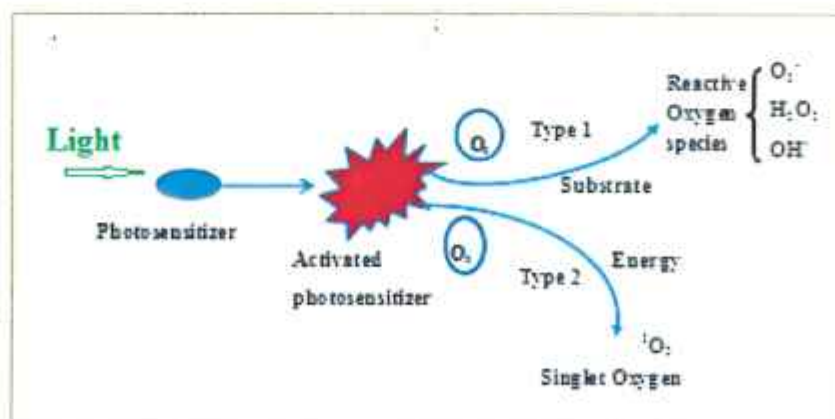 Light
Photosensitizer
Activated
photosensitizer
O₂
Type 1
Substrate
Reactive
Oxygen
species
O₂⁻
H₂O₂
OH⁻
O₂
Type 2
Energy
¹O₂
Singlet Oxygen